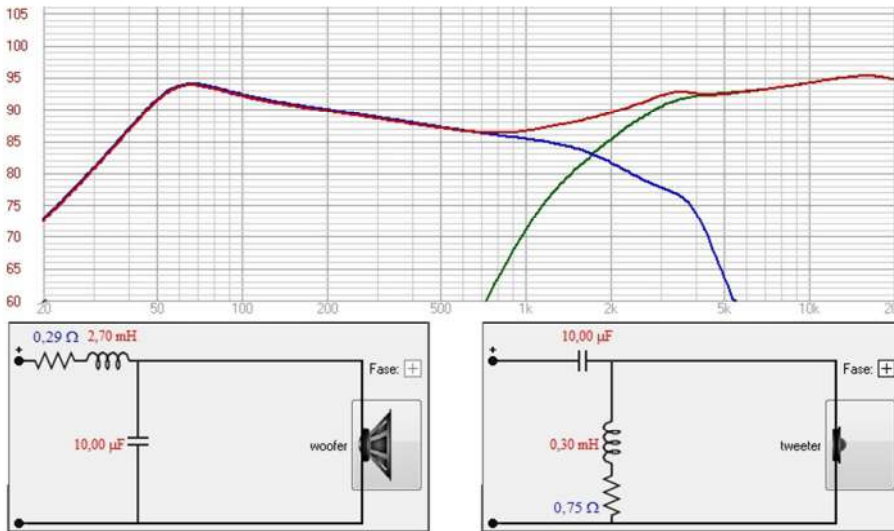 105
100
95
90
85
80
75
70
65
60
20 50 100 200 500 1k 2k 5k 10k 20
0,29 Ω 2,70 mH
+
Fase: +
10,00 µF
woofer
10,00 µF
+
Fase: +
0,30 mH
tweeter
0,75 Ω